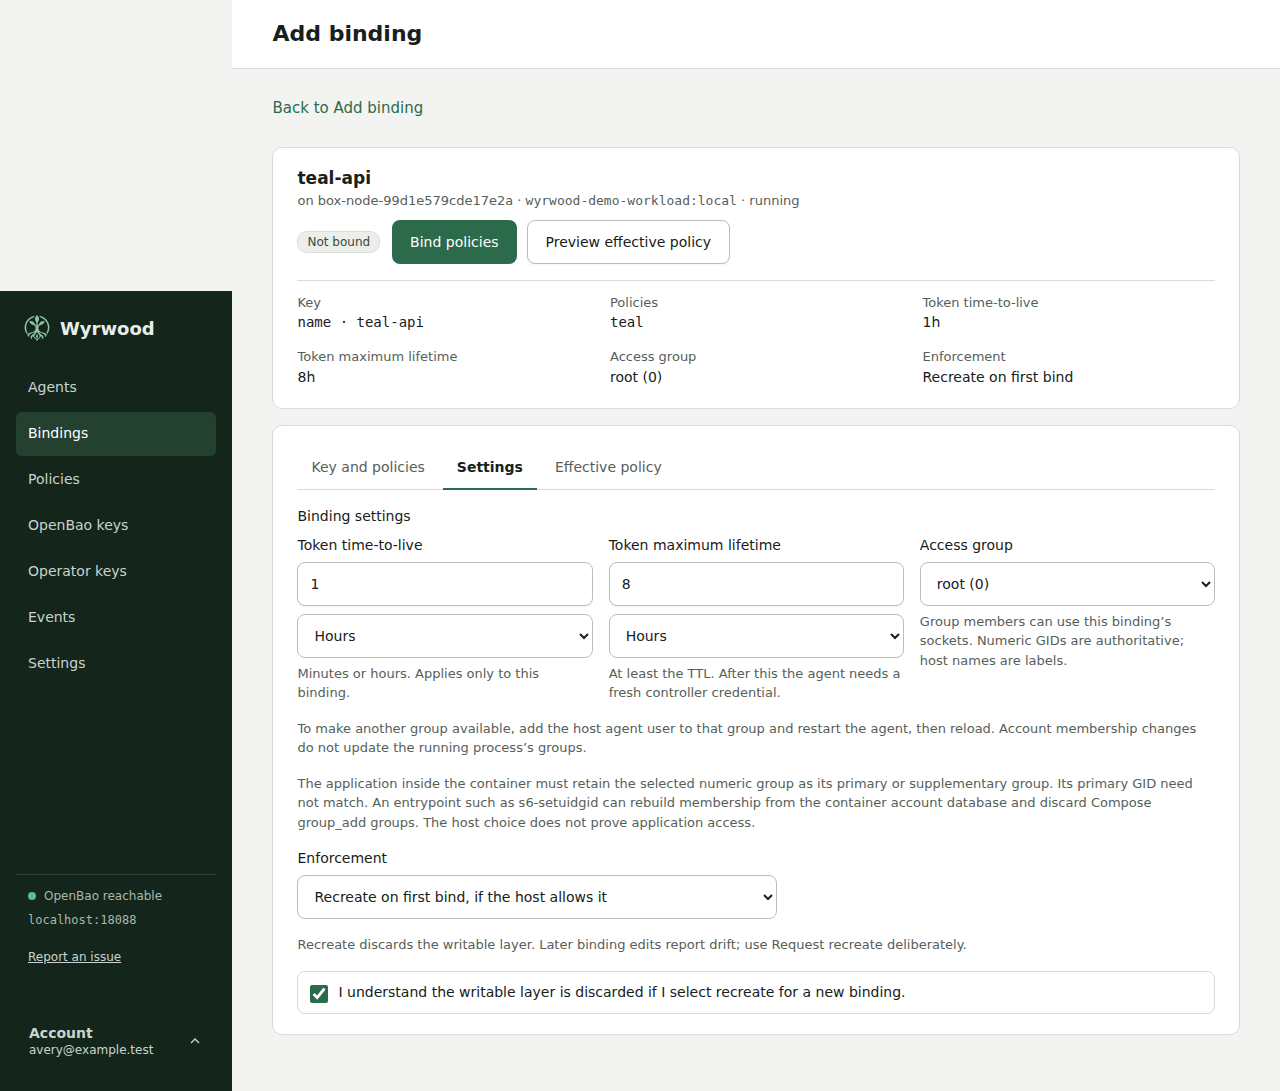 Add binding
Back to Add binding
teal-api
on box-node-99d1e579cde17e2a · wyrwood-demo-workload:local · running
Not bound
Bind policies
Preview effective policy
Key
name · teal-api
Policies
teal
Token time-to-live
1h
Token maximum lifetime
8h
Access group
root (0)
Enforcement
Recreate on first bind
Wyrwood
Agents
Bindings
Policies
OpenBao keys
Operator keys
Events
Settings
OpenBao reachable
localhost:18088
Report an issue
Account
avery@example.test
Key and policies
Settings
Effective policy
Binding settings
Token time-to-live
1
Hours
Minutes or hours. Applies only to this
binding.
Token maximum lifetime
8
Hours
At least the TTL. After this the agent needs a
fresh controller credential.
Access group
root (0)
Group members can use this binding’s
sockets. Numeric GIDs are authoritative;
host names are labels.
To make another group available, add the host agent user to that group and restart the agent, then reload. Account membership changes
do not update the running process’s groups.
The application inside the container must retain the selected numeric group as its primary or supplementary group. Its primary GID need
not match. An entrypoint such as s6-setuidgid can rebuild membership from the container account database and discard Compose
group_add groups. The host choice does not prove application access.
Enforcement
Recreate on first bind, if the host allows it
Recreate discards the writable layer. Later binding edits report drift; use Request recreate deliberately.
I understand the writable layer is discarded if I select recreate for a new binding.